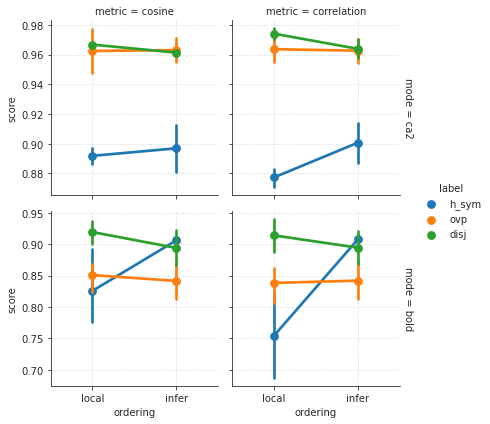 metric = cosine
metric = correlation
0.98
0.96
0.94
0.92
0.90
0.88
score
mode = ca2
label
h_sym
ovp
disj
0.95
0.90
0.85
0.80
0.75
0.70
score
mode = bold
local
infer
local
infer
ordering
ordering